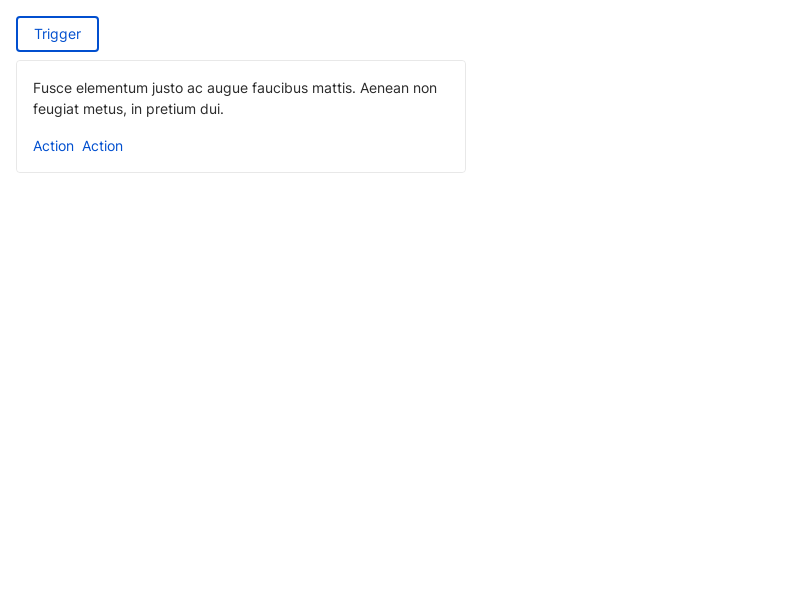 Trigger
Fusce elementum justo ac augue faucibus mattis. Aenean non
feugiat metus, in pretium dui.
Action Action